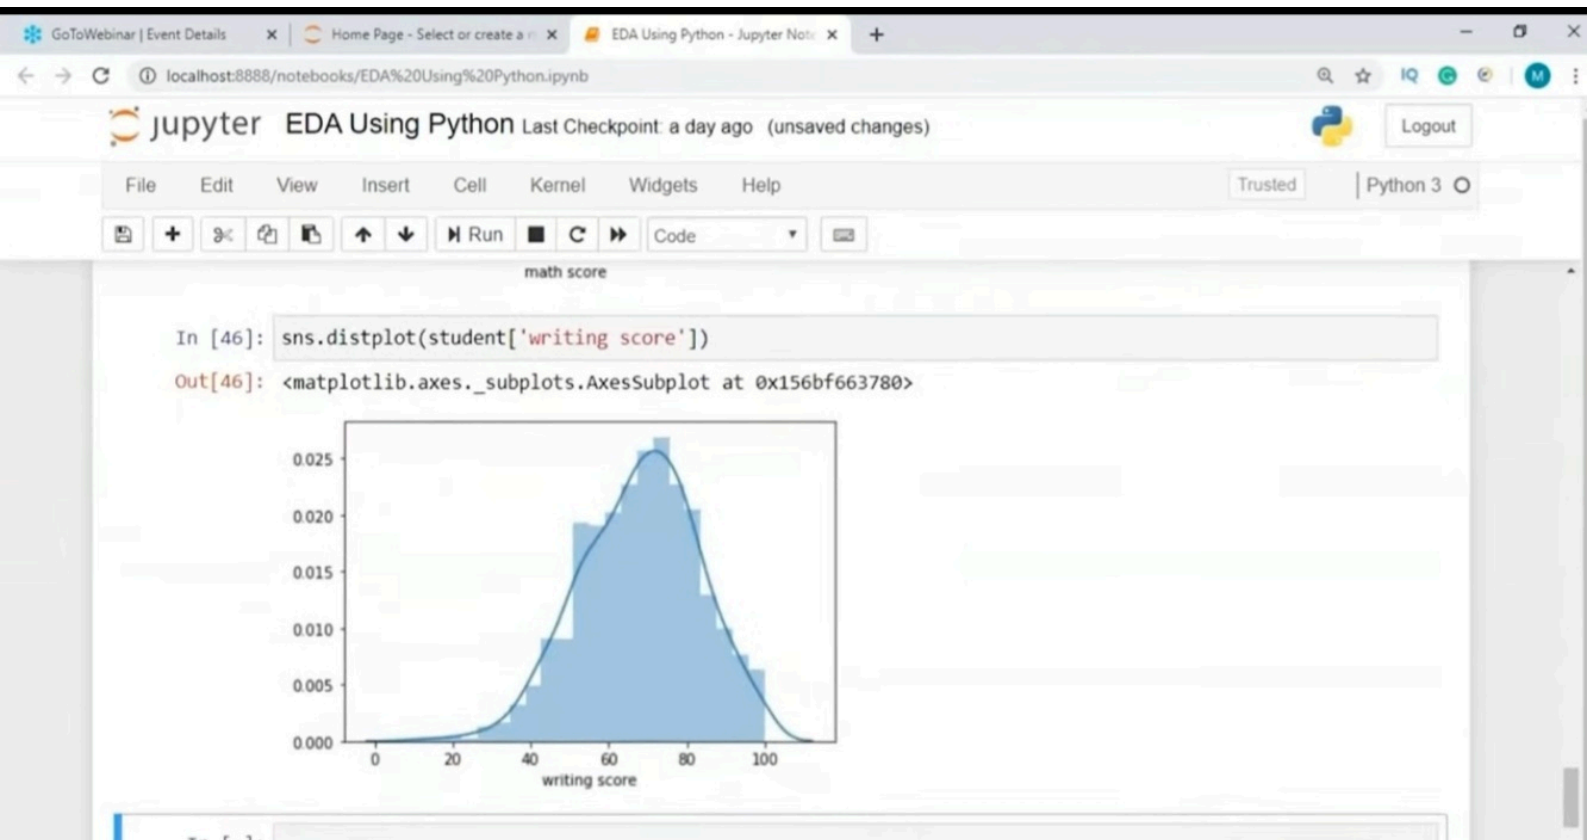 GoToWebinar | Event Details
Home Page - Select or create a n
EDA Using Python - Jupyter Note
localhost:8888/notebooks/EDA%20Using%20Python.ipynb
IQ
M
jupyter EDA Using Python Last Checkpoint: a day ago (unsaved changes)
Logout
File Edit View Insert Cell Kernel Widgets Help
Trusted
Python 3
Run
Code
math score
In [46]: sns.distplot(student['writing score'])
Out[46]: <matplotlib.axes._subplots.AxesSubplot at 0x156bf663780>
0.025
0.020
0.015
0.010
0.005
0.000
0 20 40 60 80 100
writing score